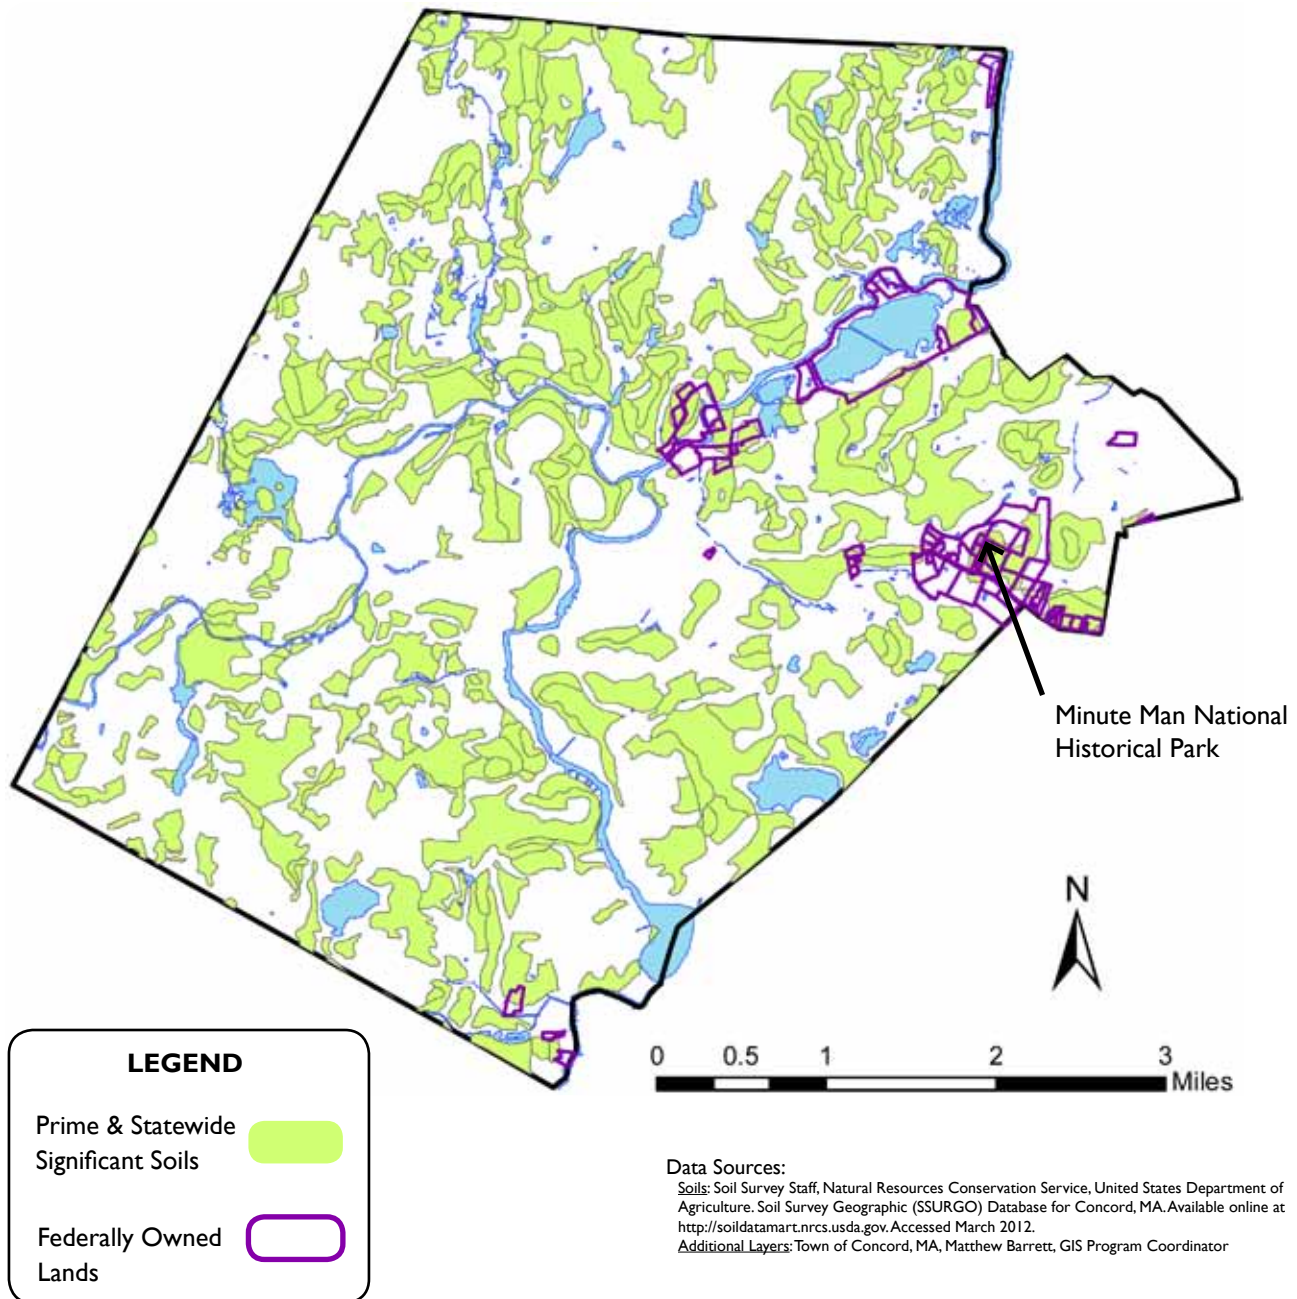 Minute Man National
Historical Park
N
0 0.5 1 2 3
Miles
LEGEND
Prime & Statewide
Significant Soils
Federally Owned
Lands
Data Sources:
Soils: Soil Survey Staff, Natural Resources Conservation Service, United States Department of
Agriculture. Soil Survey Geographic (SSURGO) Database for Concord, MA. Available online at
http://soildatamart.nrcs.usda.gov. Accessed March 2012.
Additional Layers: Town of Concord, MA, Matthew Barrett, GIS Program Coordinator